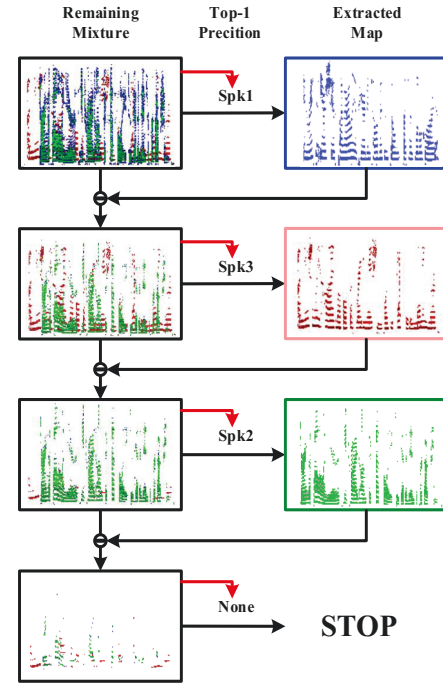 Remaining Mixture
Top-1 Precition
Extracted Map
Spk1
Spk3
Spk2
None
STOP